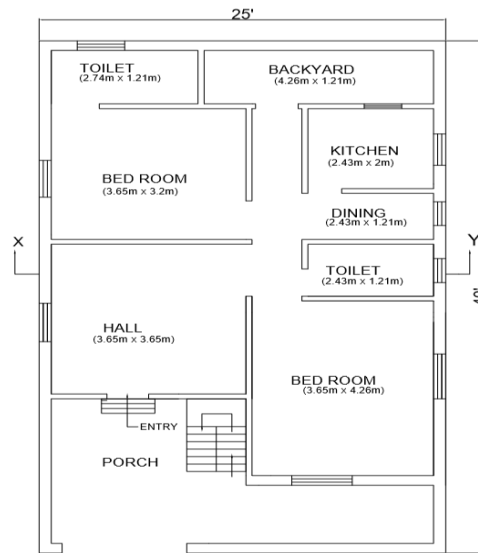 25'
TOILET
(2.74m x 1.21m)
BACKYARD
(4.26m x 1.21m)
KITCHEN
(2.43m x 2m)
BED ROOM
(3.65m x 3.2m)
DINING
(2.43m x 1.21m)
X
Y
TOILET
(2.43m x 1.21m)
HALL
(3.65m x 3.65m)
BED ROOM
(3.65m x 4.26m)
ENTRY
PORCH